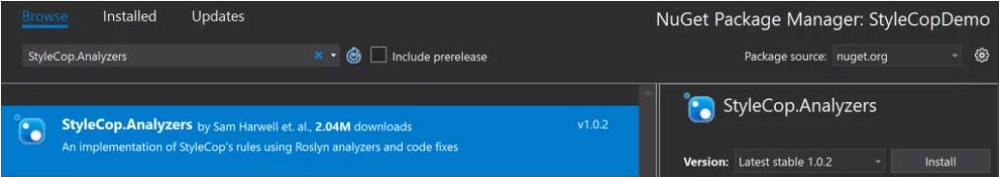 Browse Installed Updates NuGet Package Manager: StyleCopDemo
StyleCop.Analyzers Include prerelease Package source: nuget.org
StyleCop.Analyzers by Sam Harwell et. al., 2.04M downloads v1.0.2
An implementation of StyleCop's rules using Roslyn analyzers and code fixes
StyleCop.Analyzers
Version: Latest stable 1.0.2 Install